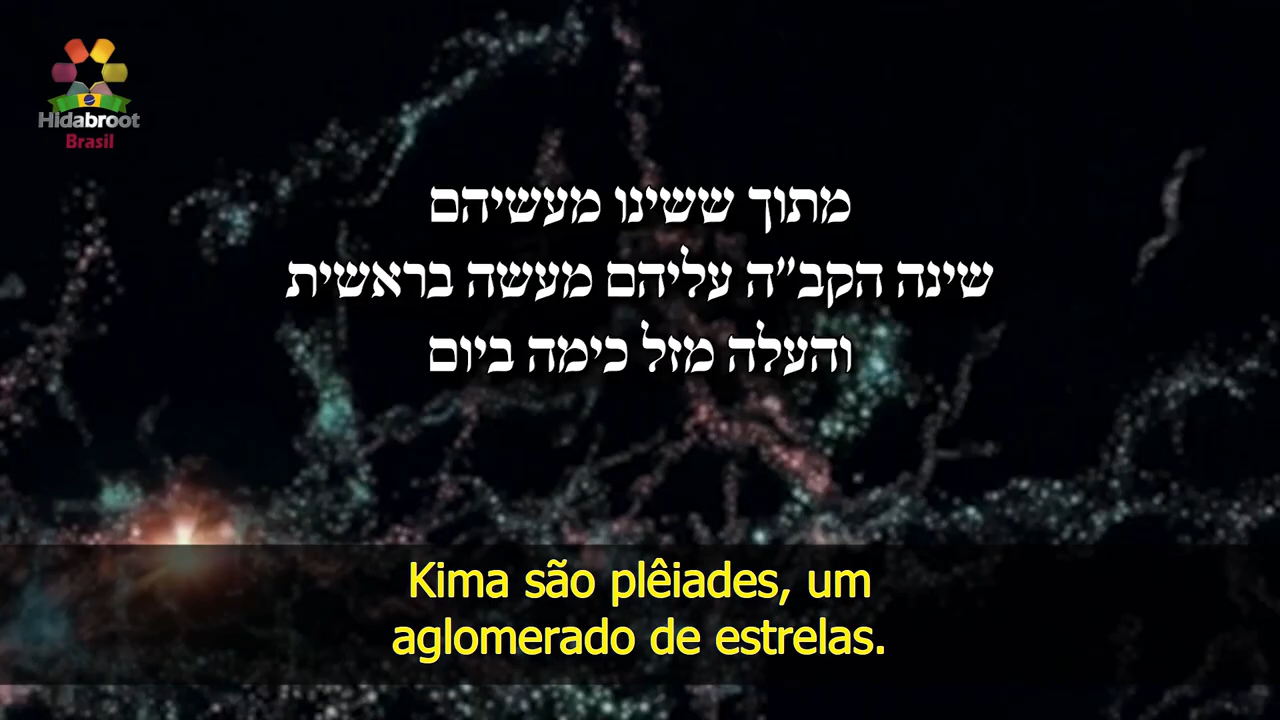 Hidabroot
Brasil
מתוך ששינו מעשיהם
שינה הקב"ה עליהם מעשה בראשית
והעלה מזל כימה ביום
Kima são plêiades, um
aglomerado de estrelas.